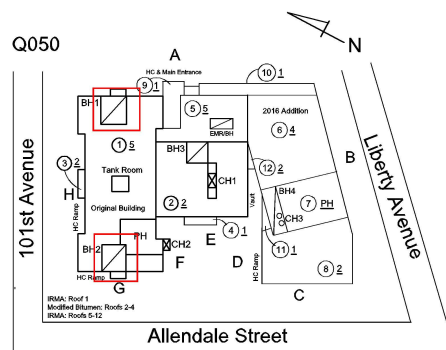 Q050
A
N
HC & Main Entrance
9 1
10 1
BH1
5 5
EMR/BH
2016 Addition
6 4
1 5
BH3
3 2
Tank Room
12 2
B
H
CH1
BH4
7 PH
Original Building
2 2
Vault
CH3
PH
4 1
BH2
CH2
E
11 1
HC Ramp
F
D
HC Ramp
8 2
HC Ramp
G
C
IRMA: Roof 1
Modified Bitumen: Roofs 2-4
IRMA: Roofs 5-12
101st Avenue
Liberty Avenue
Allendale Street